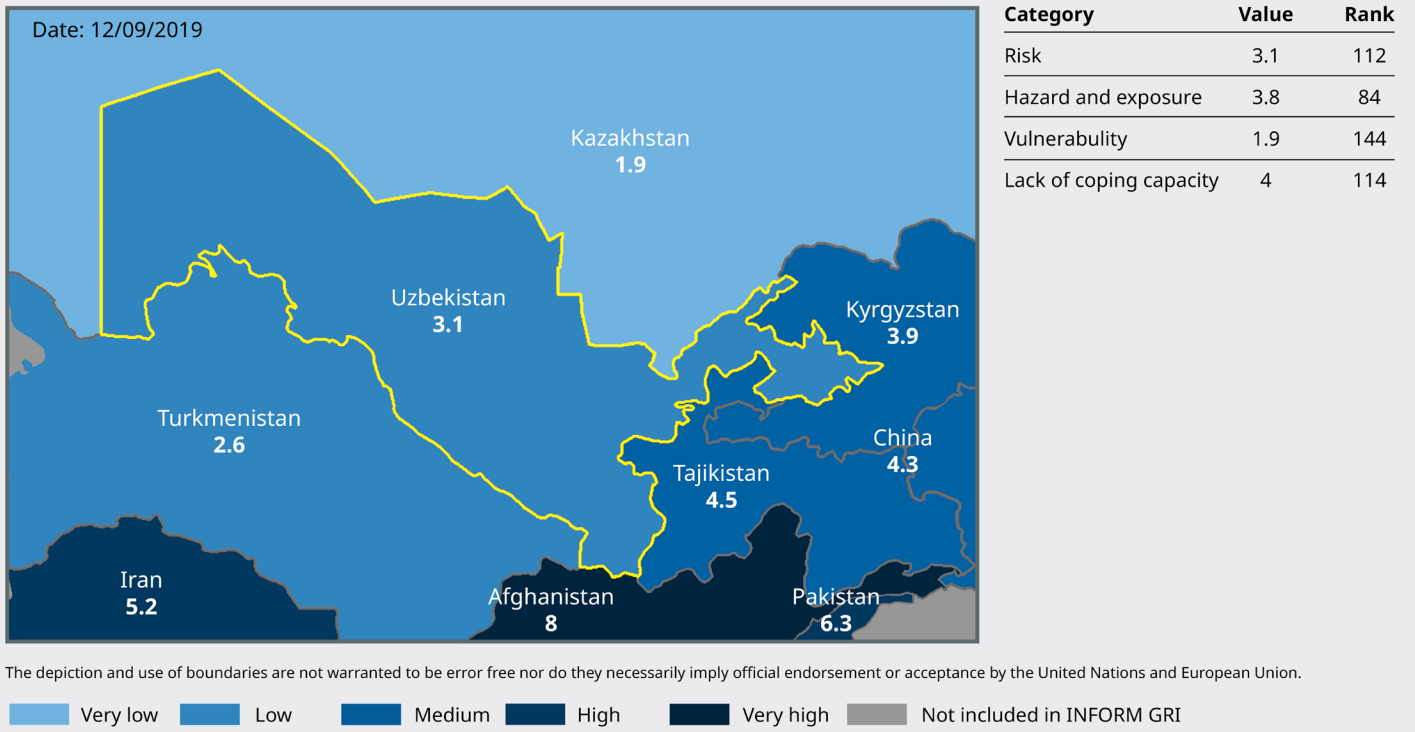 Date: 12/09/2019
Kazakhstan
1.9
Uzbekistan
3.1
Kyrgyzstan
3.9
Turkmenistan
2.6
China
4.3
Tajikistan
4.5
Iran
5.2
Afghanistan
8
Pakistan
6.3
Category Value Rank
Risk 3.1 112
Hazard and exposure 3.8 84
Vulnerabulity 1.9 144
Lack of coping capacity 4 114
The depiction and use of boundaries are not warranted to be error free nor do they necessarily imply official endorsement or acceptance by the United Nations and European Union.
Very low Low Medium High Very high Not included in INFORM GRI